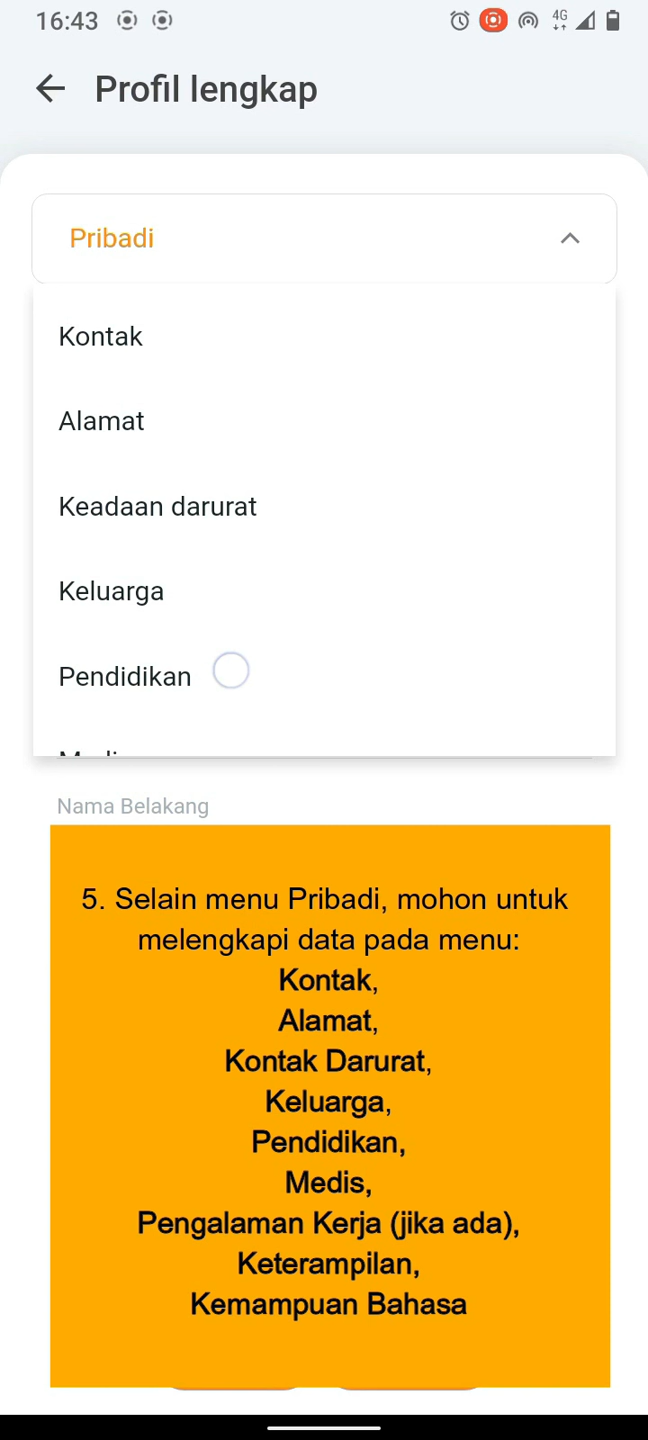 16:43
4G
Profil lengkap
Pribadi
Kontak
Alamat
Keadaan darurat
Keluarga
Pendidikan
Nama Belakang
5. Selain menu Pribadi, mohon untuk
melengkapi data pada menu:
Kontak,
Alamat,
Kontak Darurat,
Keluarga,
Pendidikan,
Medis,
Pengalaman Kerja (jika ada),
Keterampilan,
Kemampuan Bahasa